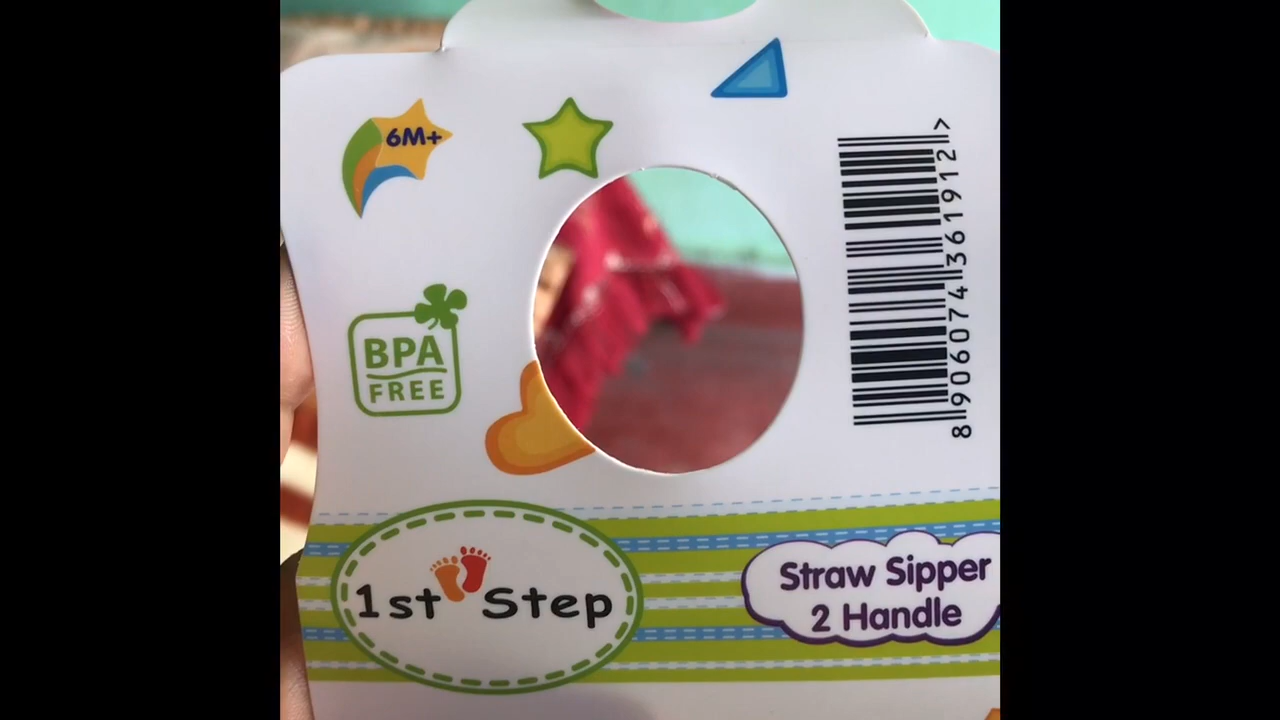 6M+
BPA
FREE
8906074361912>
1st Step
Straw Sipper
2 Handle